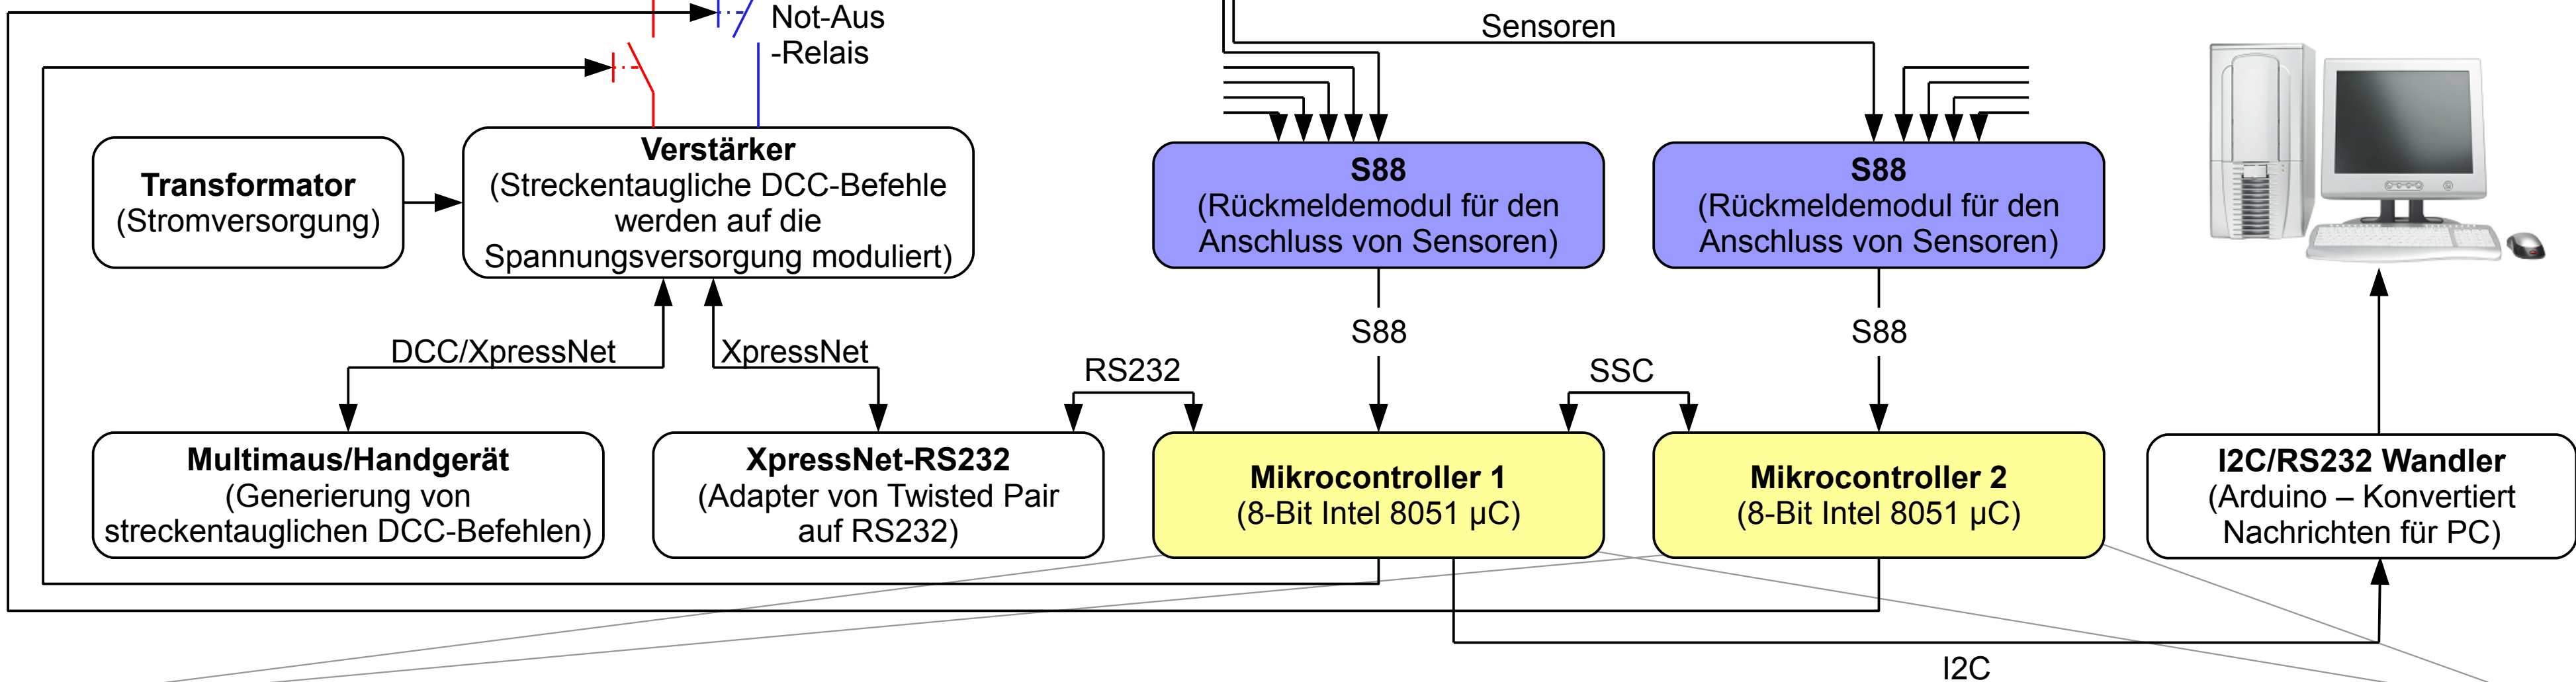 Not-Aus
-Relais
Sensoren
Transformator
(Stromversorgung)
Verstärker
(Streckentaugliche DCC-Befehle
werden auf die
Spannungsversorgung moduliert)
S88
(Rückmeldemodul für den
Anschluss von Sensoren)
S88
(Rückmeldemodul für den
Anschluss von Sensoren)
DCC/XpressNet
XpressNet
RS232
S88
SSC
S88
Multimaus/Handgerät
(Generierung von
streckentauglichen DCC-Befehlen)
XpressNet-RS232
(Adapter von Twisted Pair
auf RS232)
Mikrocontroller 1
(8-Bit Intel 8051 µC)
Mikrocontroller 2
(8-Bit Intel 8051 µC)
I2C/RS232 Wandler
(Arduino – Konvertiert
Nachrichten für PC)
I2C